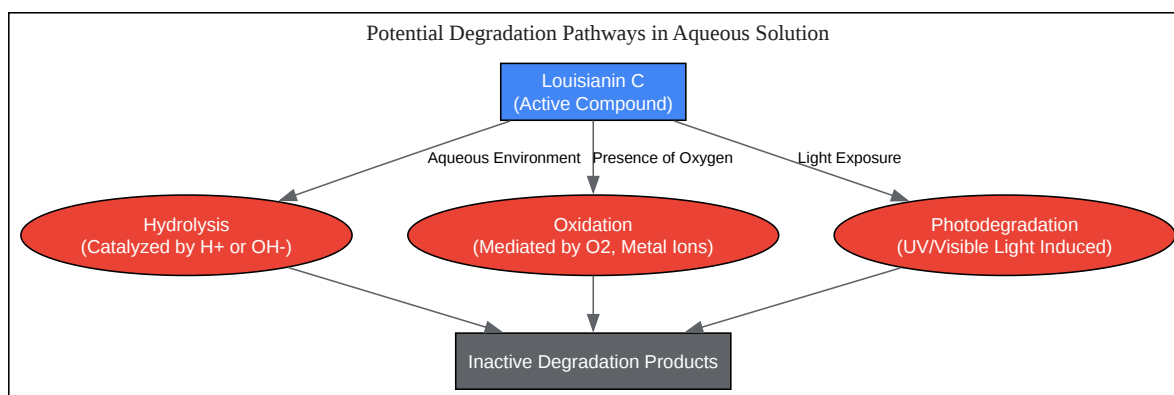 Potential Degradation Pathways in Aqueous Solution
Louisianin C
(Active Compound)
Aqueous Environment
Presence of Oxygen
Light Exposure
Hydrolysis
(Catalyzed by H+ or OH-)
Oxidation
(Mediated by O2, Metal Ions)
Photodegradation
(UV/Visible Light Induced)
Inactive Degradation Products